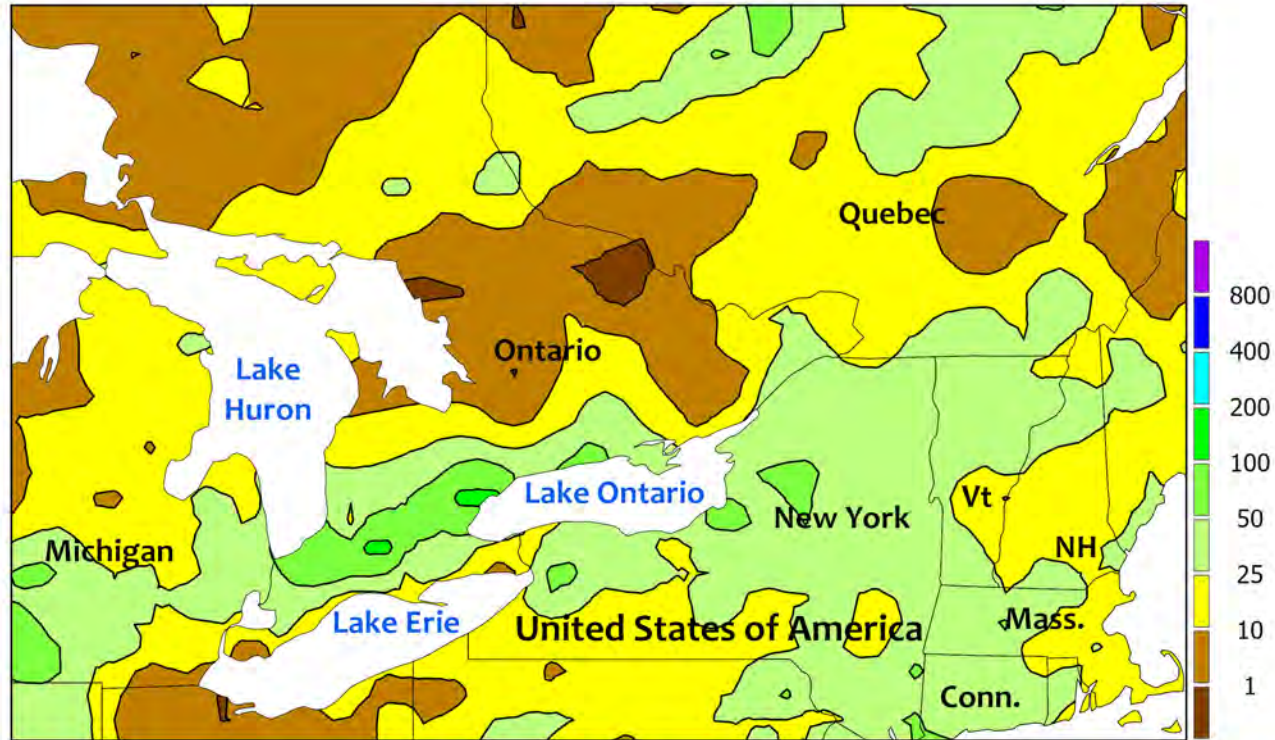 Quebec
Ontario
Lake
Huron
Lake Ontario
New York
Vt
NH
Michigan
Lake Erie
United States of America
Mass.
Conn.
800
400
200
100
50
25
10
1